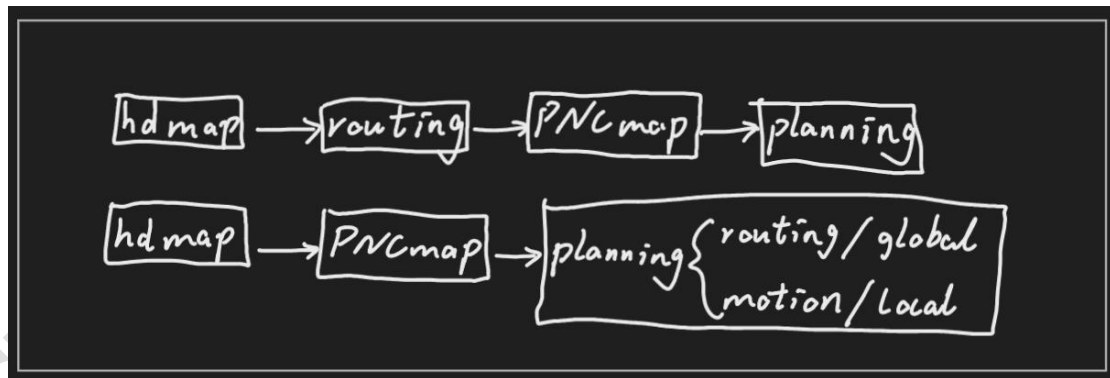 hdmap → routing → PNCmap → planning
hdmap → PNCmap → planning { routing/global
motion/Local